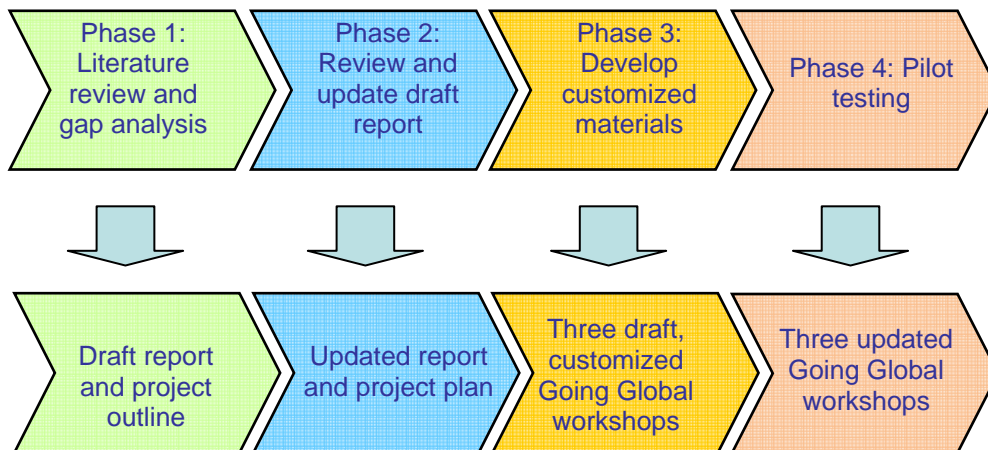 Phase 1:
Literature
review and
gap analysis
Phase 2:
Review and
update draft
report
Phase 3:
Develop
customized
materials
Phase 4: Pilot
testing
Draft report
and project
outline
Updated report
and project plan
Three draft,
customized
Going Global
workshops
Three updated
Going Global
workshops